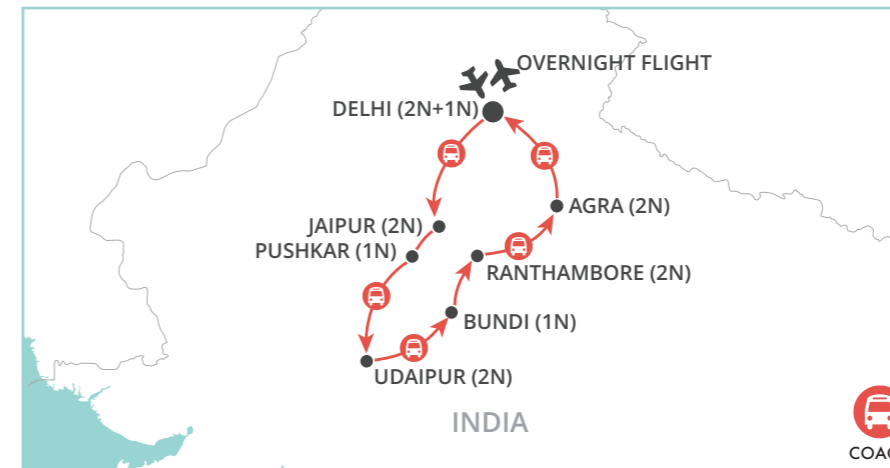 OVERNIGHT FLIGHT
DELHI (2N+1N)
AGRA (2N)
JAIPUR (2N)
PUSHKAR (1N)
RANTHAMBORE (2N)
BUNDI (1N)
UDAIPUR (2N)
INDIA